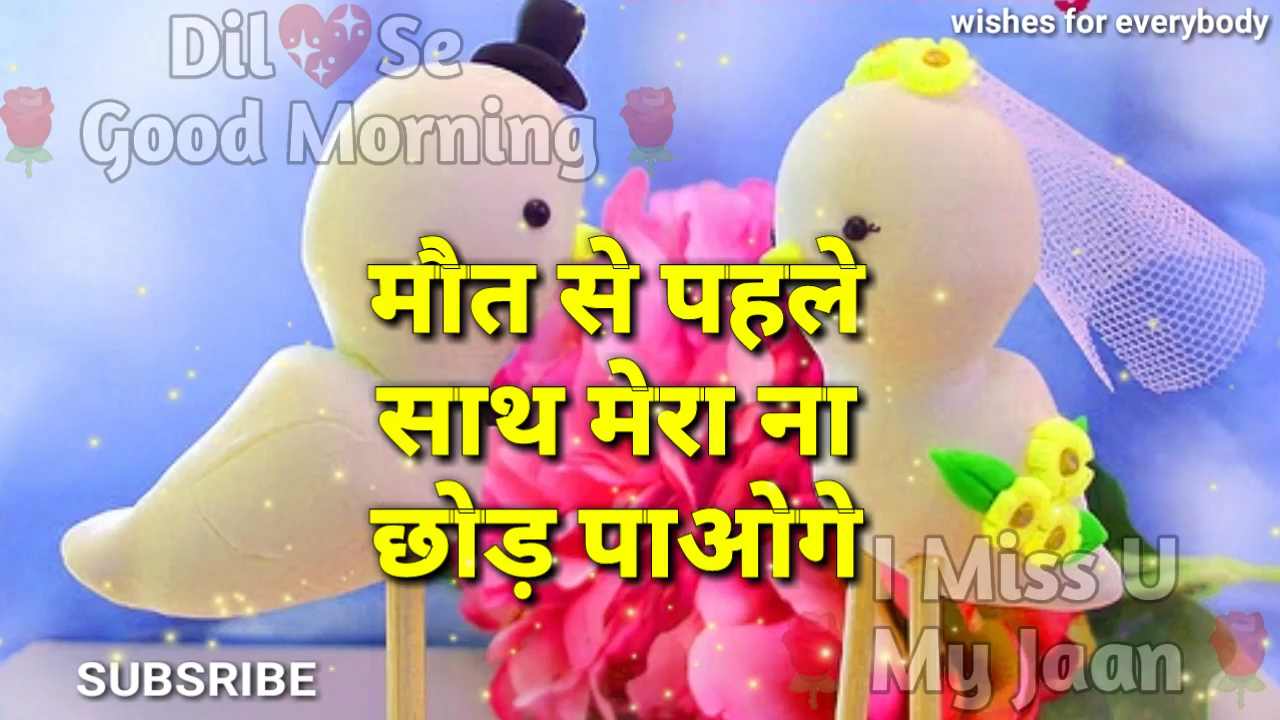 wishes for everybody
Dil💖Se
🌹Good Morning🌹
मौत से पहले
साथ मेरा ना
छोड़ पाओगे
I Miss U
🌹My Jaan🌹
SUBSRIBE